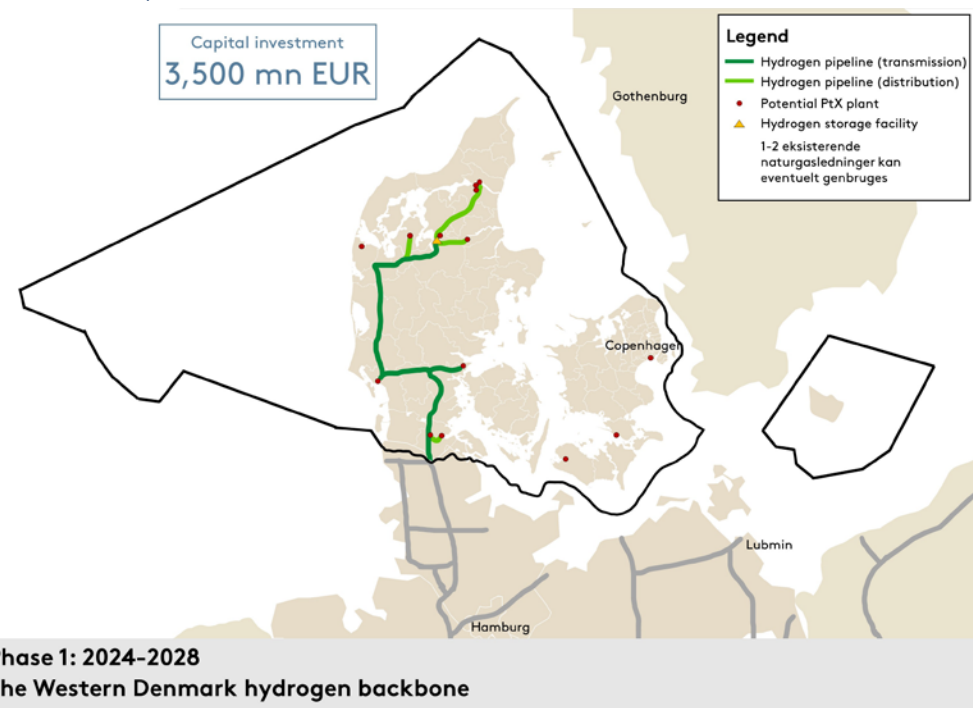 Capital investment
3,500 mn EUR
Legend
Hydrogen pipeline (transmission)
Hydrogen pipeline (distribution)
Potential PtX plant
Hydrogen storage facility
1-2 eksisterende
naturgasledninger kan
eventuelt genbruges
Gothenburg
Copenhagen
Lubmin
Hamburg
hase 1: 2024-2028
he Western Denmark hydrogen backbone